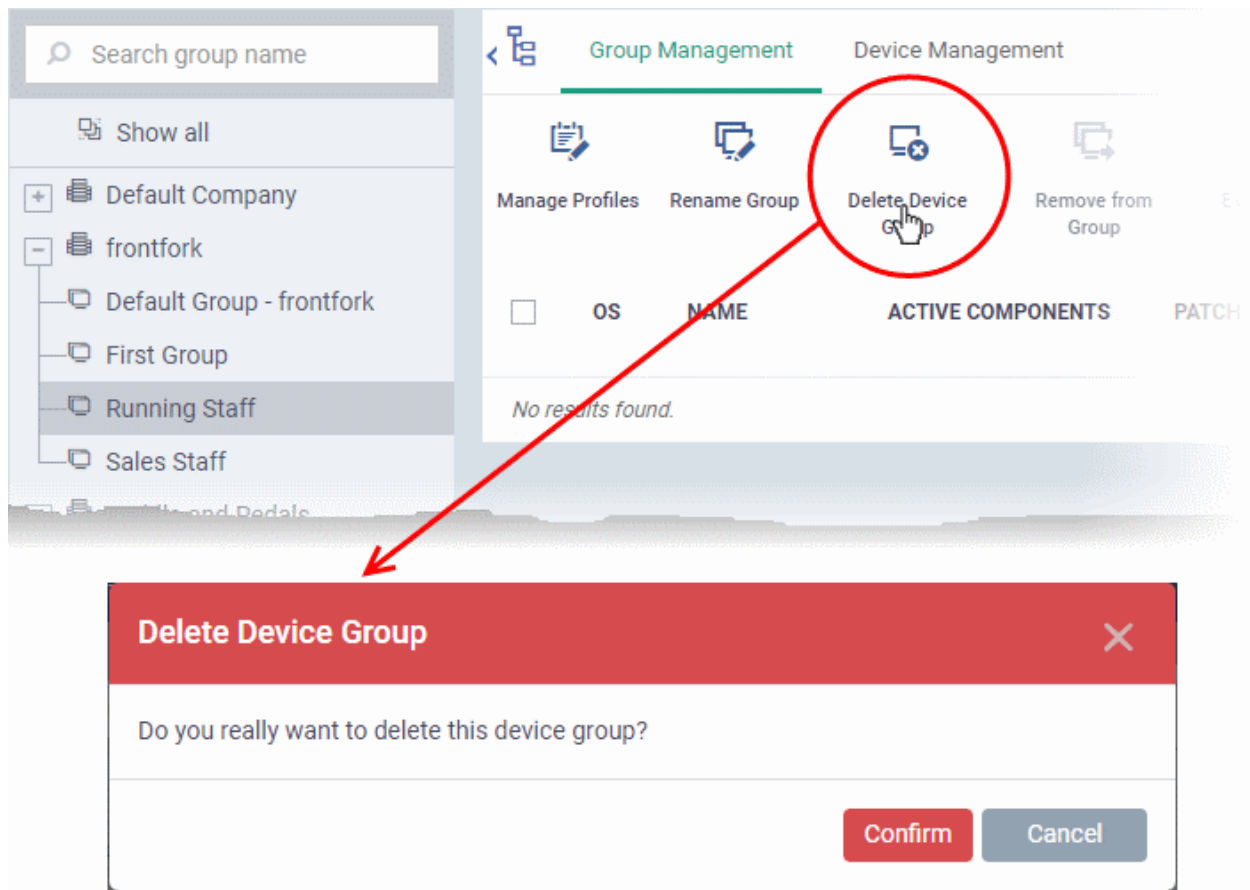 Search group name
Show all
Default Company
frontfork
Default Group - frontfork
First Group
Running Staff
Sales Staff
and Pedals
Group Management
Device Management
Manage Profiles
Rename Group
Delete Device
Remove from
Group
OS
NAME
ACTIVE COMPONENTS
PATCH
No results found.
Delete Device Group
Do you really want to delete this device group?
Confirm
Cancel